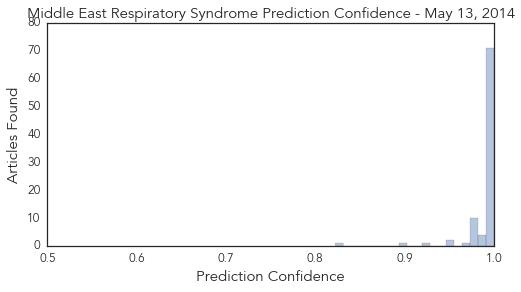 Middle East Respiratory Syndrome Prediction Confidence - May 13, 2014
80
70
60
50
40
30
20
10
0
Articles Found
0.5 0.6 0.7 0.8 0.9 1.0
Prediction Confidence